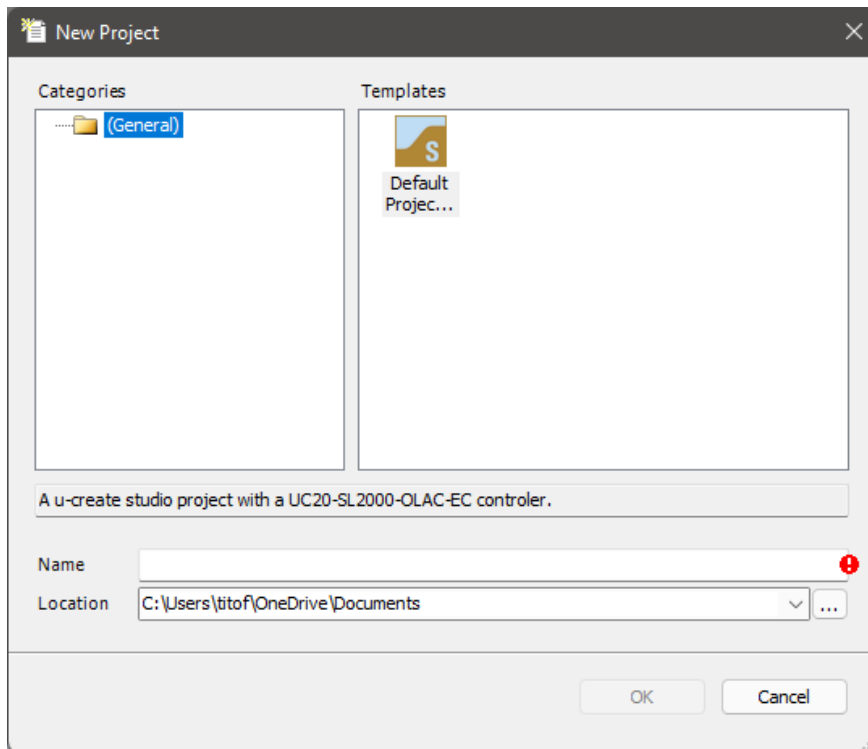 New Project
Categories
Templates
(General)
S
Default
Projec...
A u-create studio project with a UC20-SL2000-OLAC-EC controler.
Name
Location
C:\Users\titof\OneDrive\Documents
...
OK
Cancel